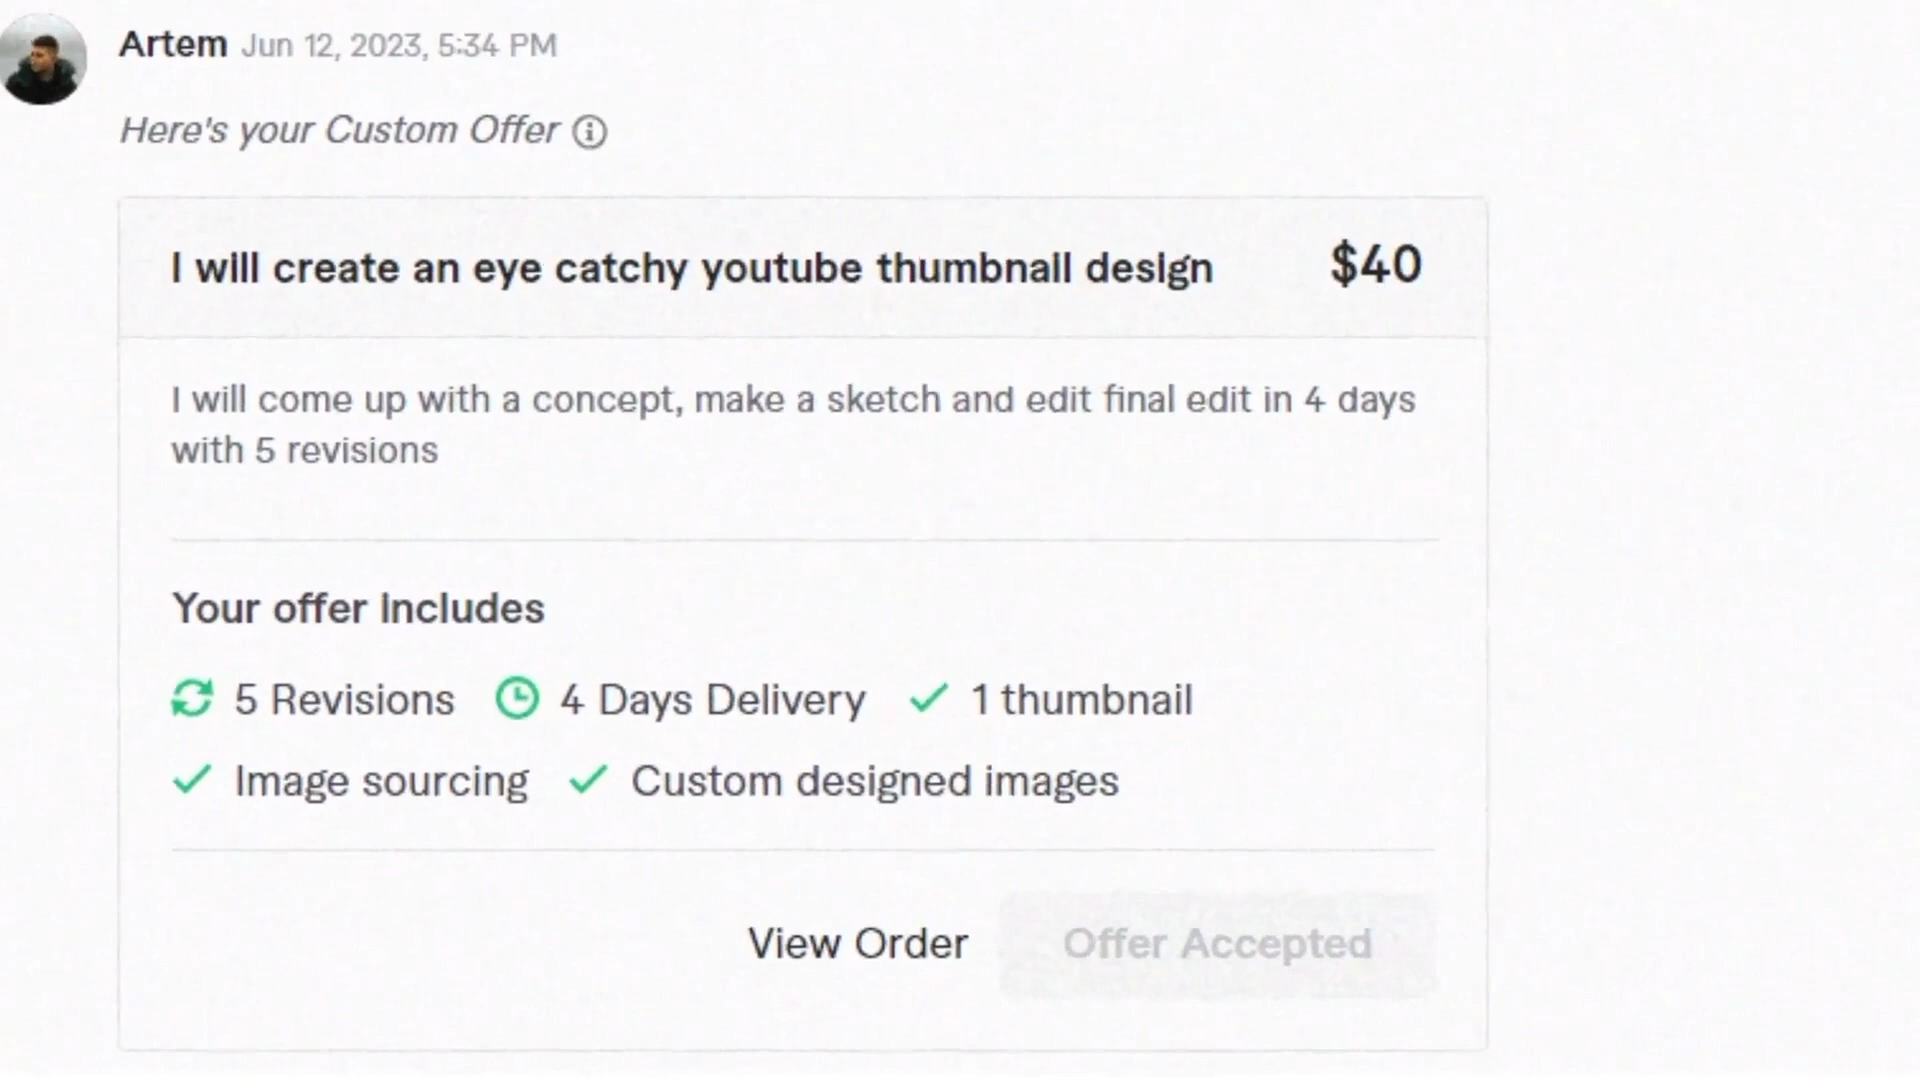 Artem Jun 12, 2023, 5:34 PM
Here's your Custom Offer
I will create an eye catchy youtube thumbnail design $40
I will come up with a concept, make a sketch and edit final edit in 4 days
with 5 revisions
Your offer includes
5 Revisions 4 Days Delivery 1 thumbnail
Image sourcing Custom designed images
View Order Offer Accepted